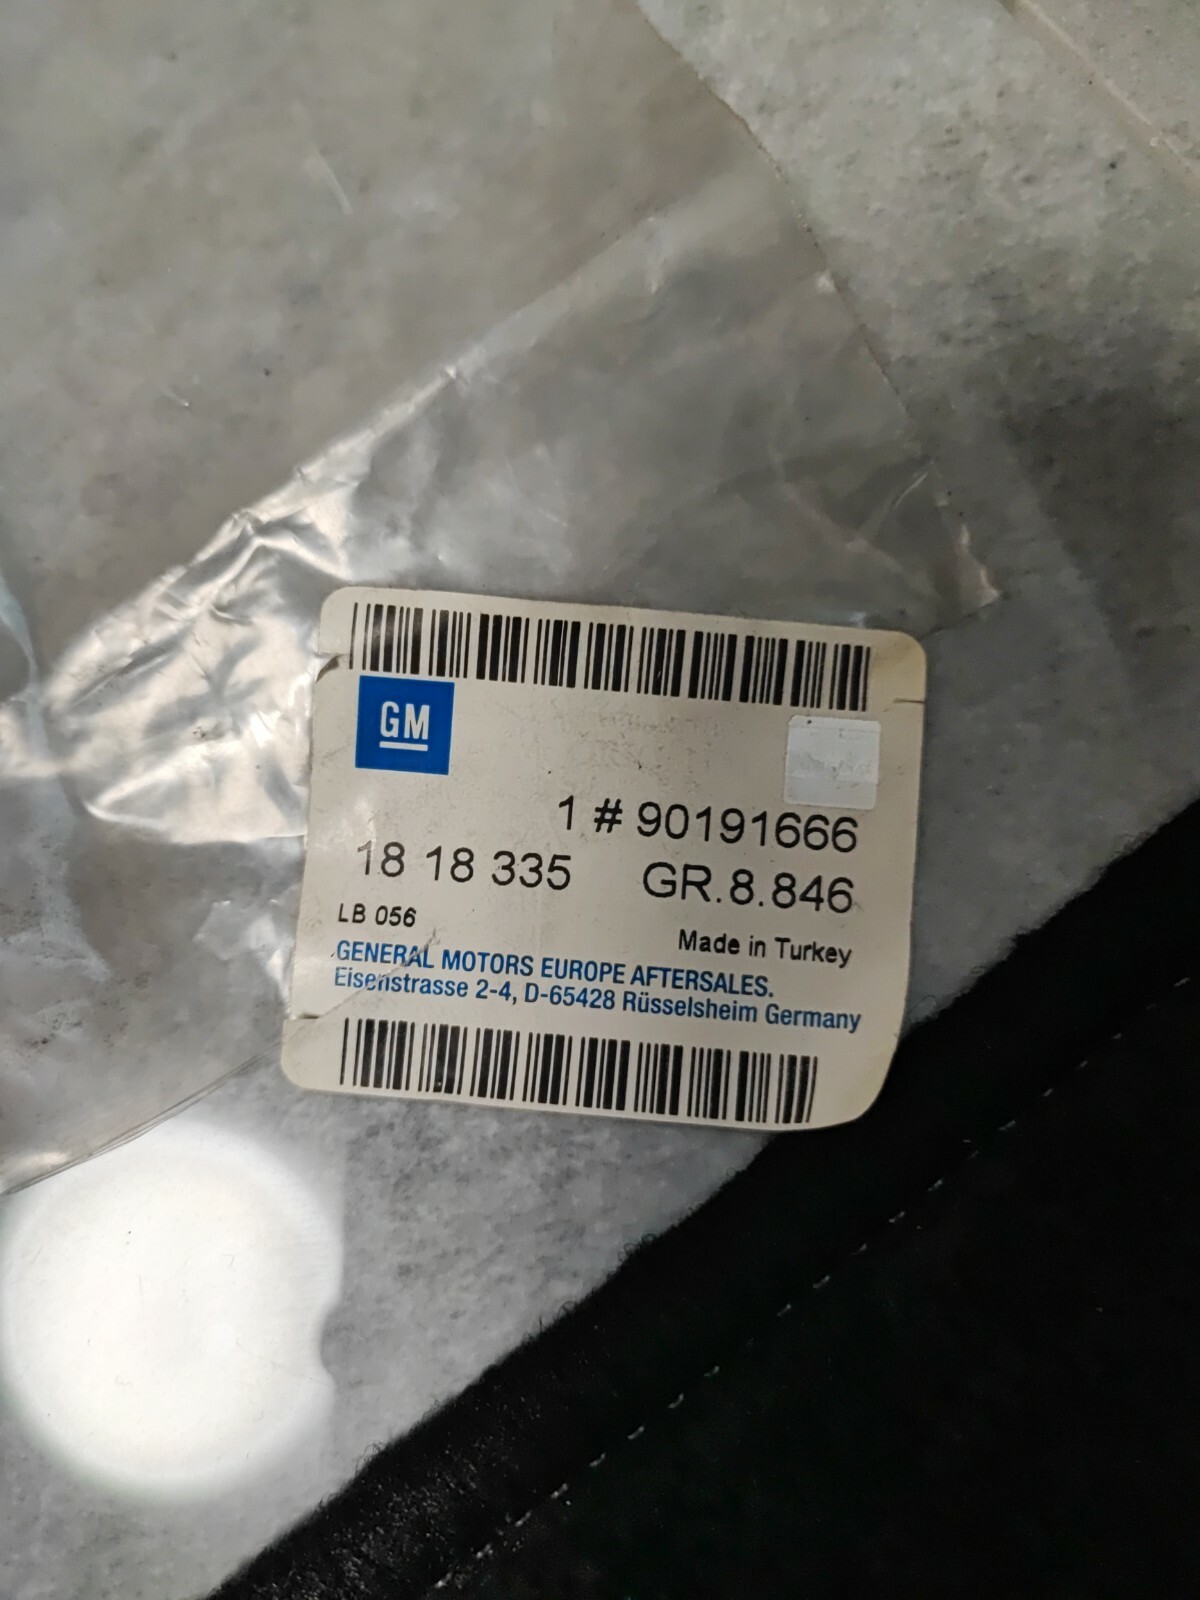 GM
1 # 90191666
18 18 335 GR.8.846
LB 056
Made in Turkey
GENERAL MOTORS EUROPE AFTERSALES.
Eisenstrasse 2-4, D-65428 Rüsselsheim Germany